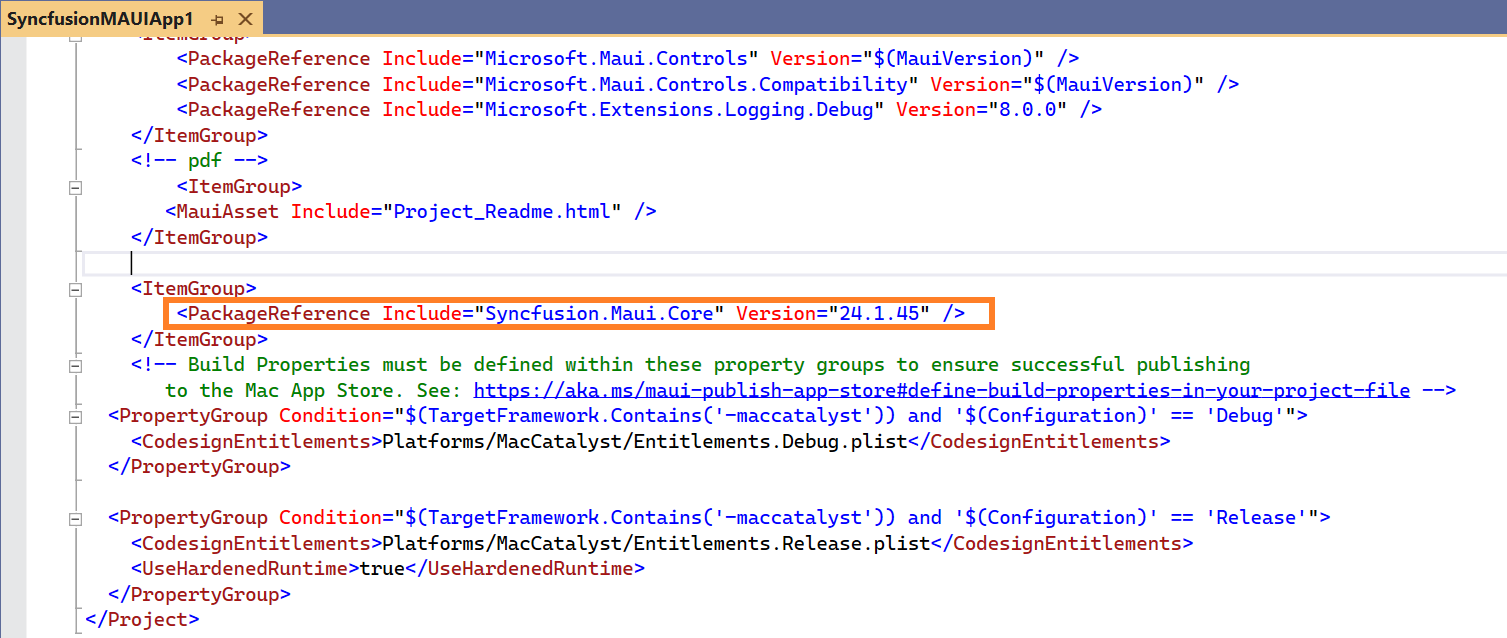 SyncfusionMAUIApp1
<ItemGroup>
<PackageReference Include="Microsoft.Maui.Controls" Version="$(MauiVersion)" />
<PackageReference Include="Microsoft.Maui.Controls.Compatibility" Version="$(MauiVersion)" />
<PackageReference Include="Microsoft.Extensions.Logging.Debug" Version="8.0.0" />
</ItemGroup>
<!-- pdf -->
<ItemGroup>
<MauiAsset Include="Project_Readme.html" />
</ItemGroup>
<ItemGroup>
<PackageReference Include="Syncfusion.Maui.Core" Version="24.1.45" />
</ItemGroup>
<!-- Build Properties must be defined within these property groups to ensure successful publishing
to the Mac App Store. See: https://aka.ms/maui-publish-app-store#define-build-properties-in-your-project-file -->
<PropertyGroup Condition="$(TargetFramework.Contains('-maccatalyst')) and '$(Configuration)' == 'Debug'">
<CodesignEntitlements>Platforms/MacCatalyst/Entitlements.Debug.plist</CodesignEntitlements>
</PropertyGroup>
<PropertyGroup Condition="$(TargetFramework.Contains('-maccatalyst')) and '$(Configuration)' == 'Release'">
<CodesignEntitlements>Platforms/MacCatalyst/Entitlements.Release.plist</CodesignEntitlements>
<UseHardenedRuntime>true</UseHardenedRuntime>
</PropertyGroup>
</Project>